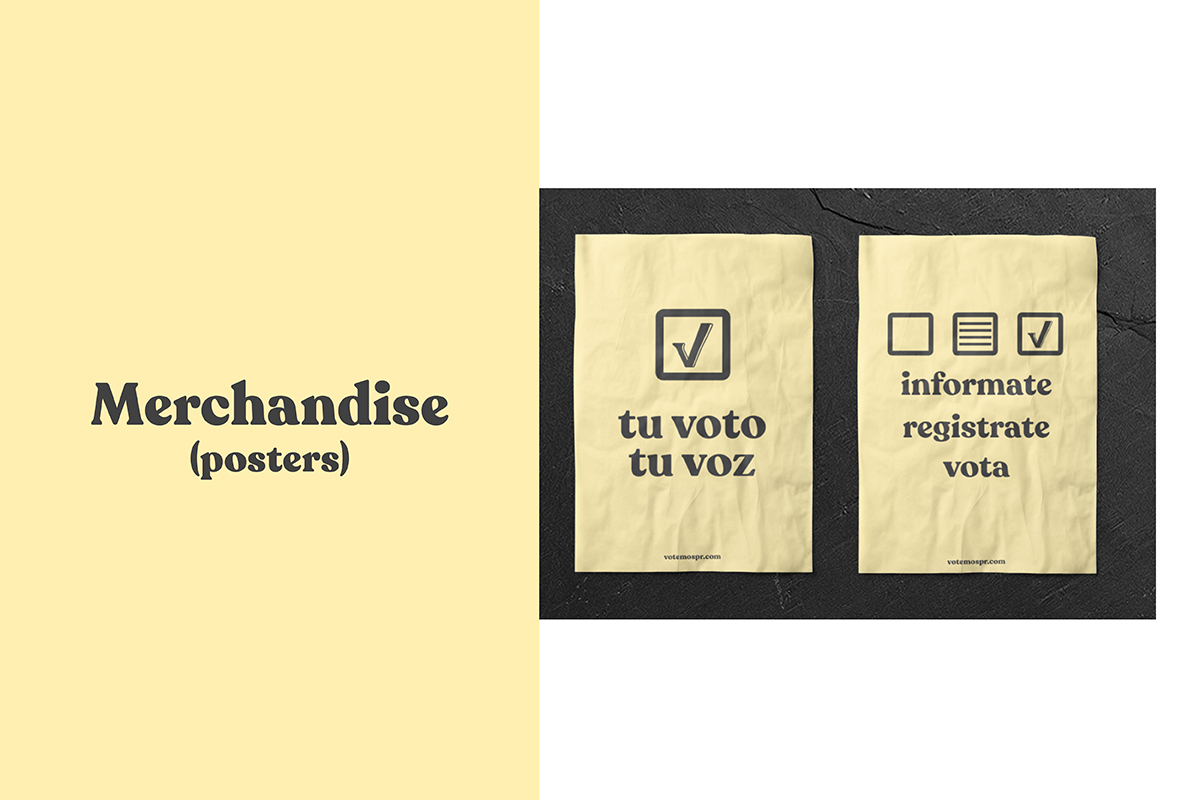 Merchandise
(posters)
tu voto
tu voz
votemospr.com
informate
registrate
vota
votemospr.com